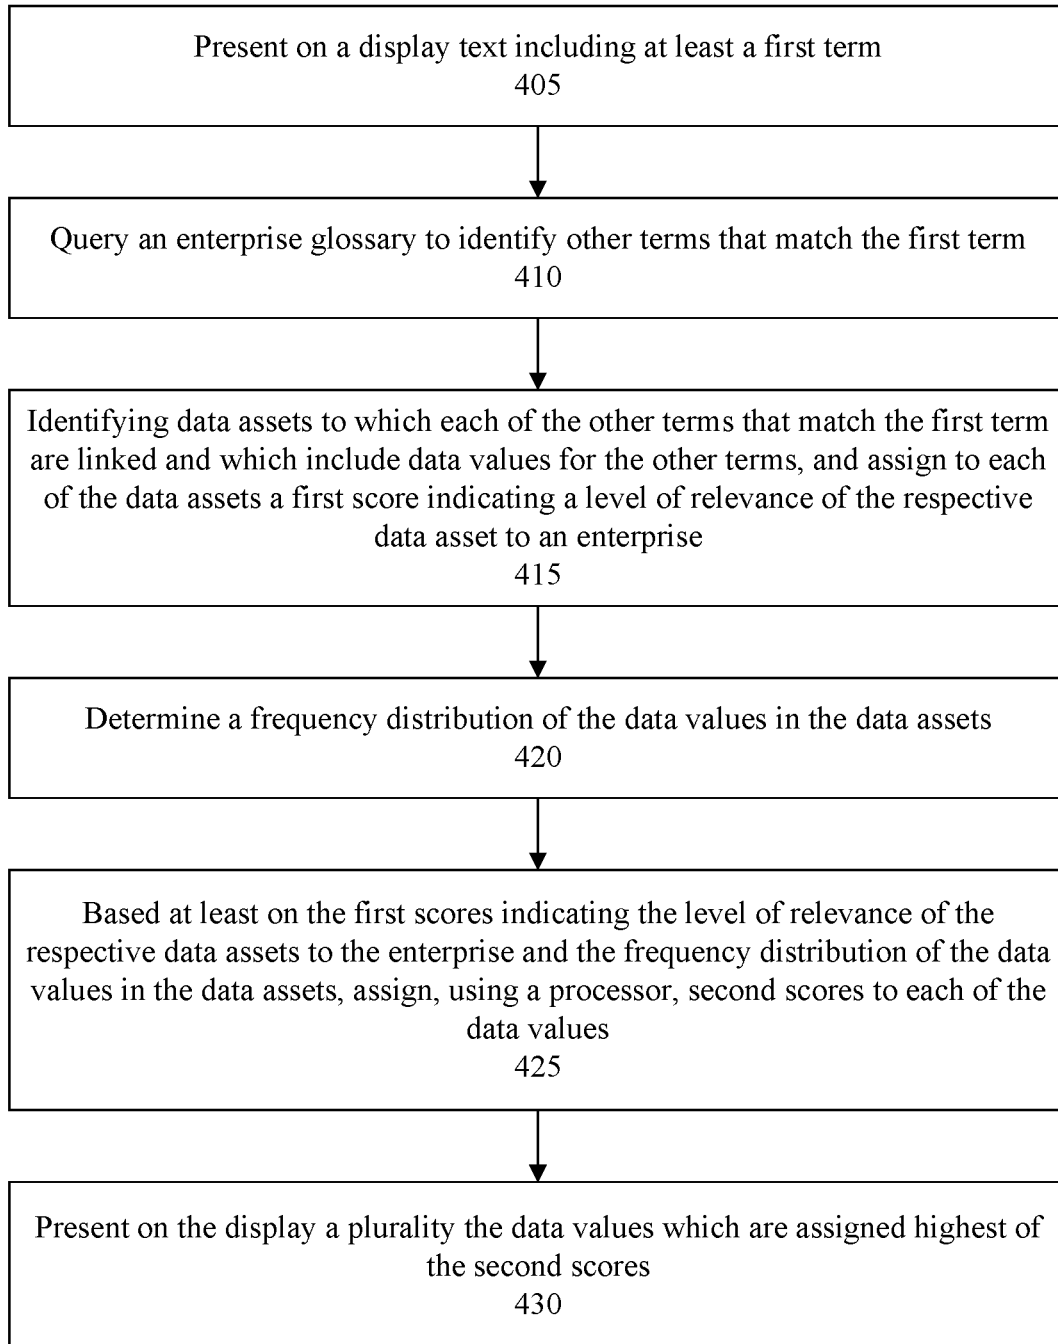 Present on a display text including at least a first term
405
Query an enterprise glossary to identify other terms that match the first term
410
Identifying data assets to which each of the other terms that match the first term
are linked and which include data values for the other terms, and assign to each
of the data assets a first score indicating a level of relevance of the respective
data asset to an enterprise
415
Determine a frequency distribution of the data values in the data assets
420
Based at least on the first scores indicating the level of relevance of the
respective data assets to the enterprise and the frequency distribution of the data
values in the data assets, assign, using a processor, second scores to each of the
data values
425
Present on the display a plurality the data values which are assigned highest of
the second scores
430